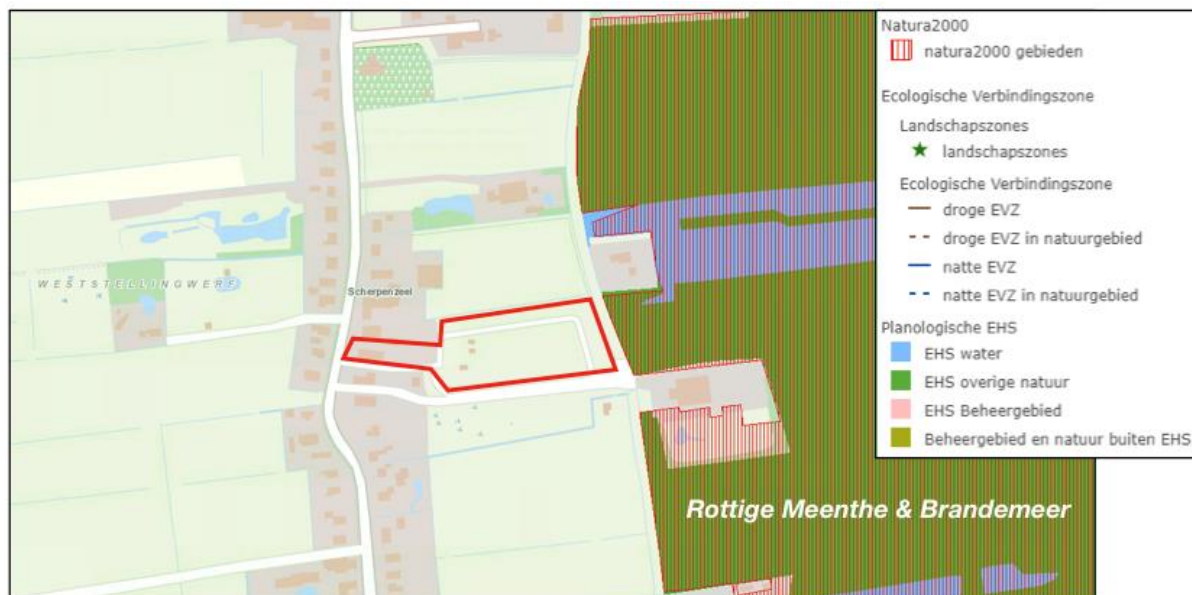 Natura2000
natura2000 gebieden
Ecologische Verbindingszone
Landschapszones
landschapszones
Ecologische Verbindingszone
droge EVZ
droge EVZ in natuurgebied
natte EVZ
natte EVZ in natuurgebied
Planologische EHS
EHS water
EHS overige natuur
EHS Beheergebied
Beheergebied en natuur buiten EHS
WESTSTELLINGWERF
Scherpenzeel
Rottige Meenthe & Brandemeer